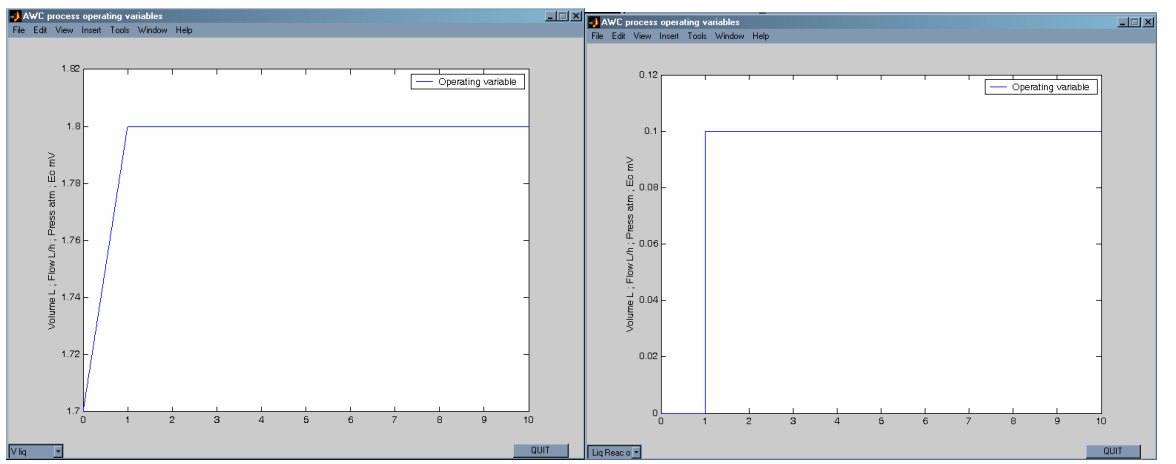 AWC process operating variables
File Edit View Insert Tools Window Help
Operating variable
1.82
1.8
1.78
1.76
1.74
1.72
1.7
Volume L ; Flow L/h ; Press atm ; Ec mV
0 1 2 3 4 5 6 7 8 9 10
V liq
QUIT
AWC process operating variables
File Edit View Insert Tools Window Help
Operating variable
0.12
0.1
0.08
0.06
0.04
0.02
0
Volume L ; Flow L/h ; Press atm ; Ec mV
0 1 2 3 4 5 6 7 8 9 10
Liq Reac o
QUIT